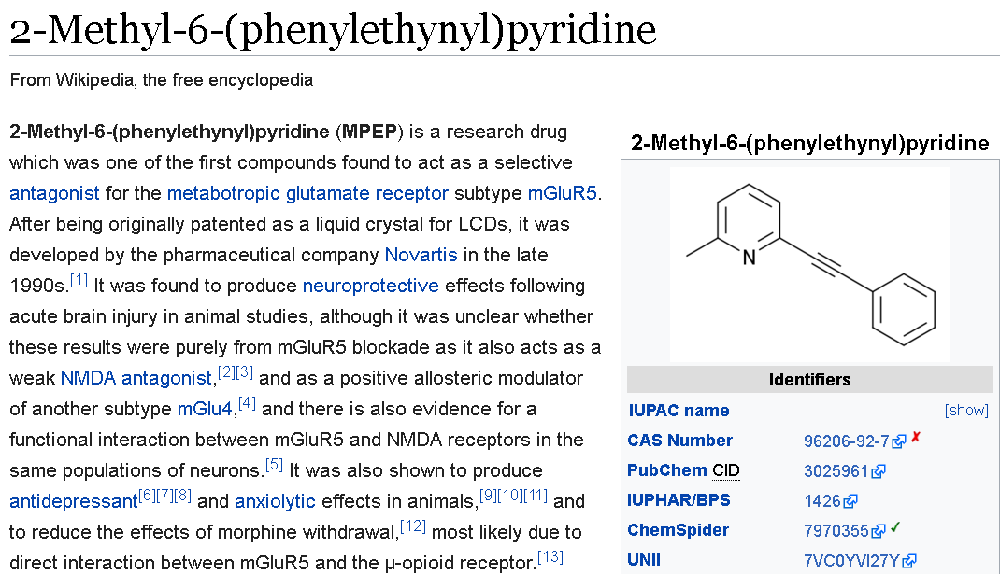 2-Methyl-6-(phenylethynyl)pyridine
From Wikipedia, the free encyclopedia
2-Methyl-6-(phenylethynyl)pyridine (MPEP) is a research drug
which was one of the first compounds found to act as a selective
antagonist for the metabotropic glutamate receptor subtype mGluR5.
After being originally patented as a liquid crystal for LCDs, it was
developed by the pharmaceutical company Novartis in the late
1990s.[1] It was found to produce neuroprotective effects following
acute brain injury in animal studies, although it was unclear whether
these results were purely from mGluR5 blockade as it also acts as a
weak NMDA antagonist,[2][3] and as a positive allosteric modulator
of another subtype mGlu4,[4] and there is also evidence for a
functional interaction between mGluR5 and NMDA receptors in the
same populations of neurons.[5] It was also shown to produce
antidepressant[6][7][8] and anxiolytic effects in animals,[9][10][11] and
to reduce the effects of morphine withdrawal,[12] most likely due to
direct interaction between mGluR5 and the μ-opioid receptor.[13]
2-Methyl-6-(phenylethynyl)pyridine
N
Identifiers
IUPAC name [show]
CAS Number 96206-92-7 ✗
PubChem CID 3025961
IUPHAR/BPS 1426
ChemSpider 7970355 ✓
UNII 7VC0YVI27Y